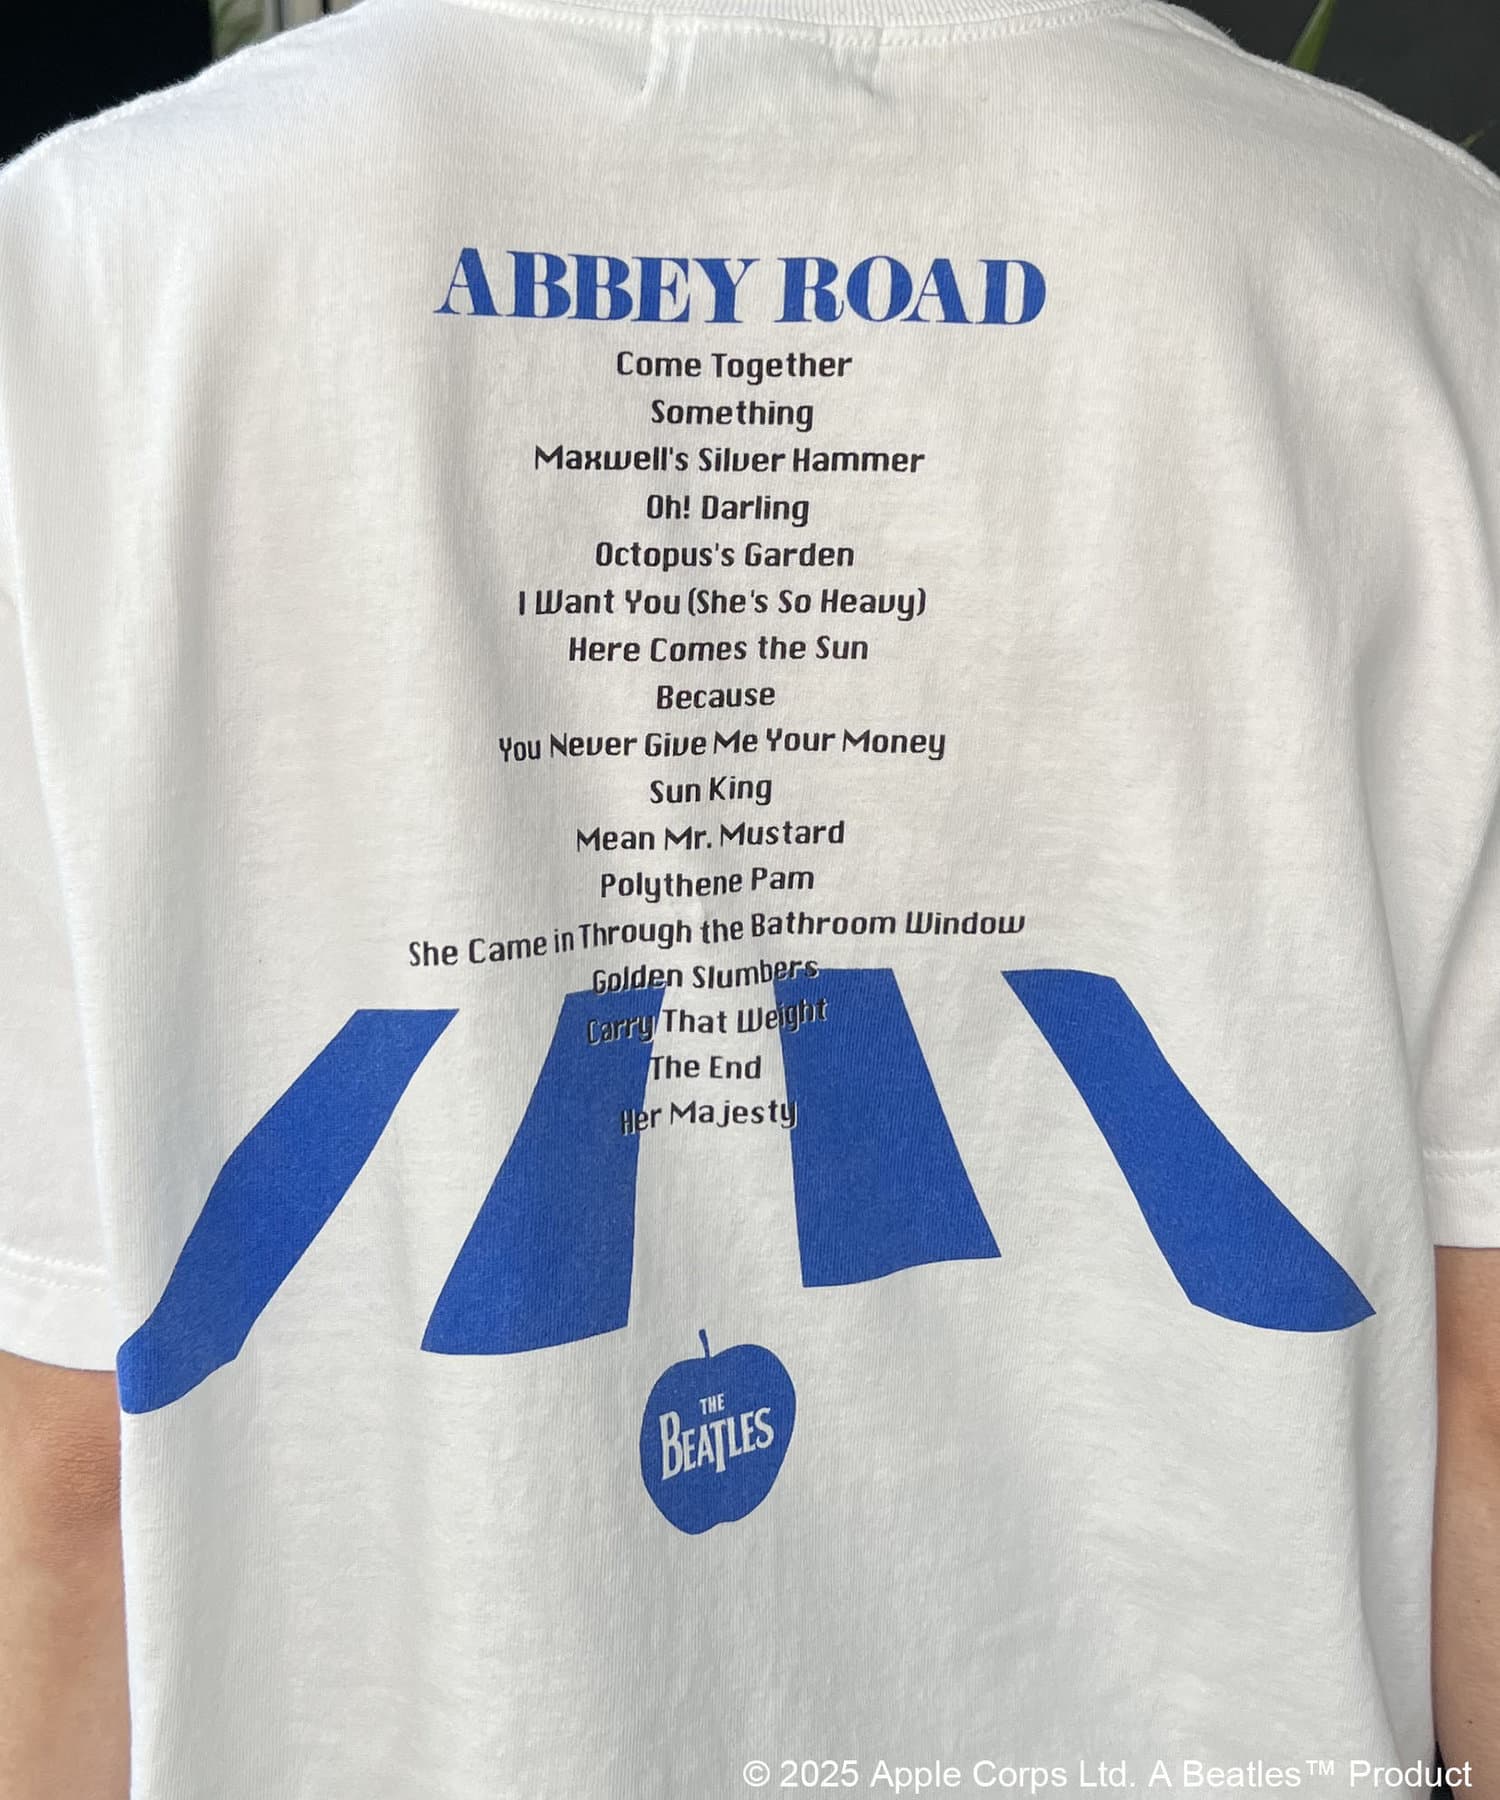 ABBEY ROAD
Come Together
Something
Maxwell's Silver Hammer
Oh! Darling
Octopus's Garden
I Want You (She's So Heavy)
Here Comes the Sun
Because
You Never Give Me Your Money
Sun King
Mean Mr. Mustard
Polythene Pam
She Came in Through the Bathroom Window
Golden Slumbers
Carry That Weight
The End
Her Majesty
THE
BEATLES
© 2025 Apple Corps Ltd. A Beatles™ Product